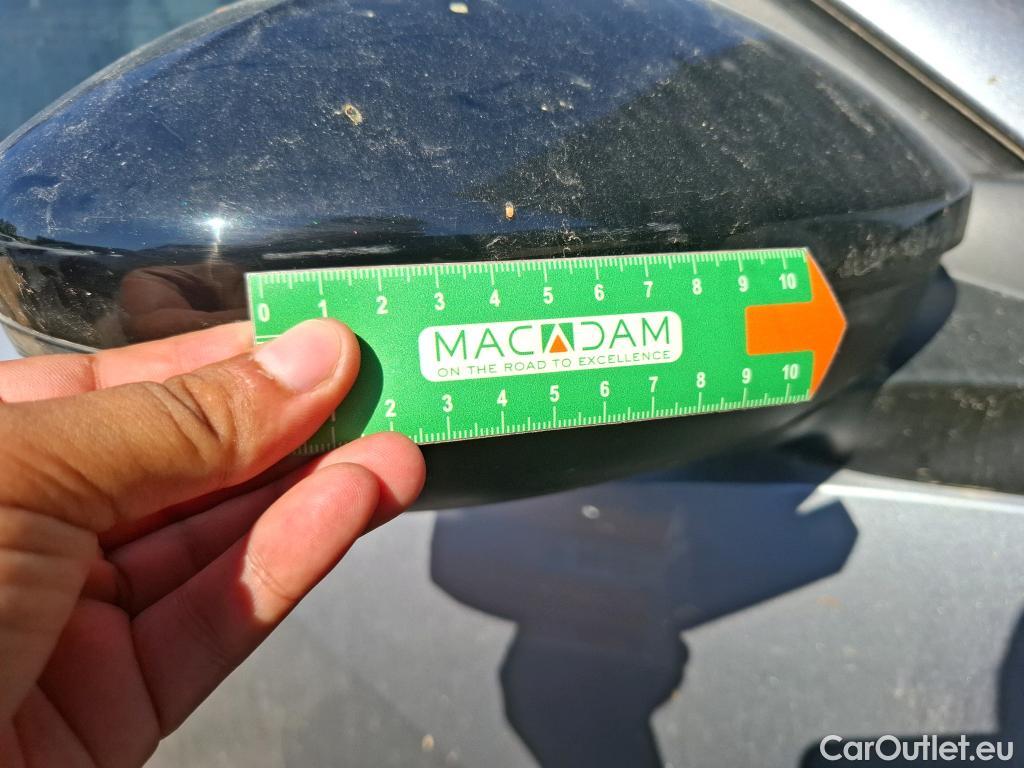 0 1 2 3 4 5 6 7 8 9 10
MACADAM
ON THE ROAD TO EXCELLENCE
2 3 4 5 6 7 8 9 10
CarOutlet.eu